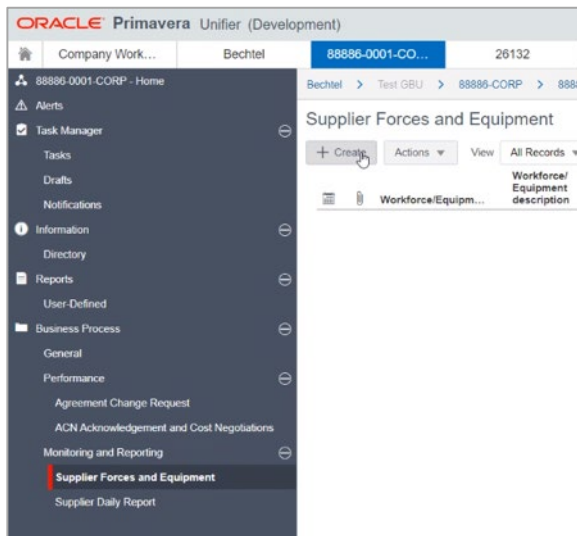 ORACLE Primavera Unifier (Development)
Company Work... Bechtel 88886-0001-CO... 26132
88886-0001-CORP - Home
Alerts
Task Manager
Tasks
Drafts
Notifications
Information
Directory
Reports
User-Defined
Business Process
General
Performance
Agreement Change Request
ACN Acknowledgement and Cost Negotiations
Monitoring and Reporting
Supplier Forces and Equipment
Supplier Daily Report
Bechtel > Test GBU > 88886-CORP > 888
Supplier Forces and Equipment
+ Create Actions View All Records
Workforce/Equipm... Workforce/
Equipment
description